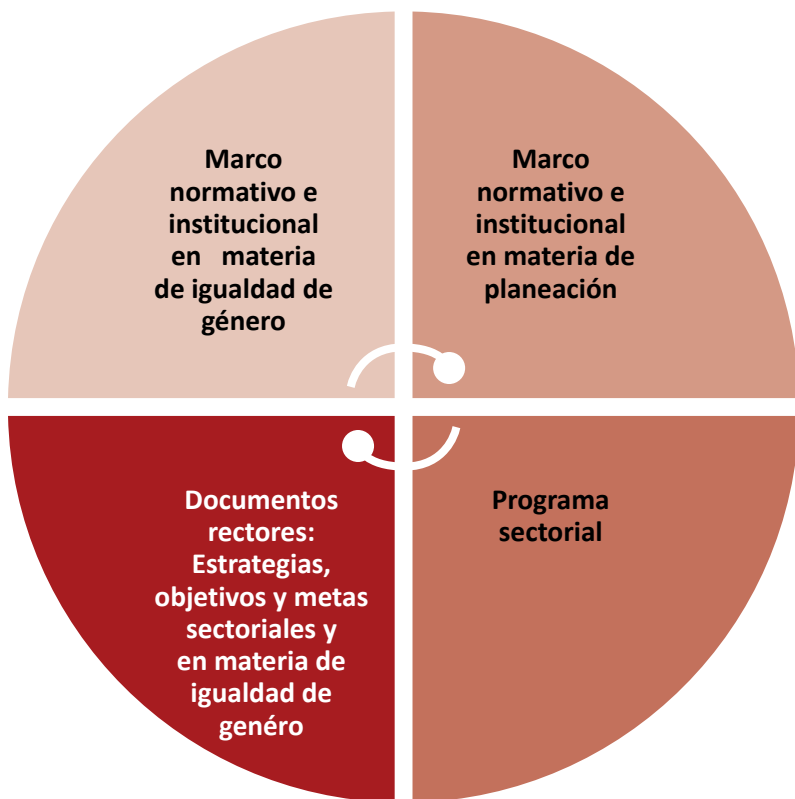 Marco
normativo e
institucional
en materia
de igualdad de
género
Marco
normativo e
institucional
en materia de
planeación
Documentos
rectores:
Estrategias,
objetivos y metas
sectoriales y
en materia de
igualdad de
genéro
Programa
sectorial